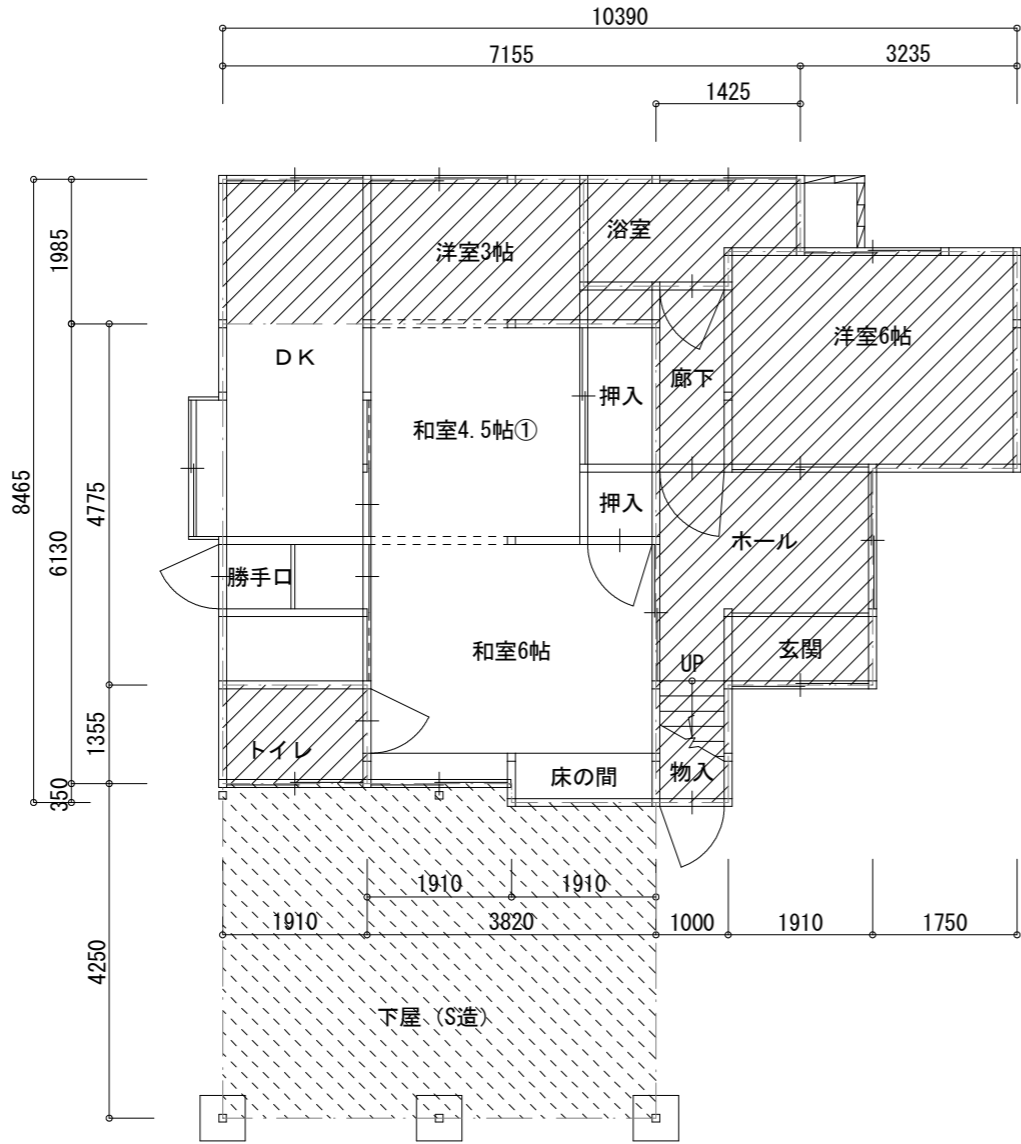 10390
7155
3235
1425
浴室
洋室3帖
洋室6帖
DK
廊下
押入
和室4.5帖①
押入
ホール
勝手口
和室6帖
玄関
UP
トイレ
床の間
物入
1985
4775
8465
6130
1355
350
4250
1910
1910
1910
3820
1000
1910
1750
下屋（S造）